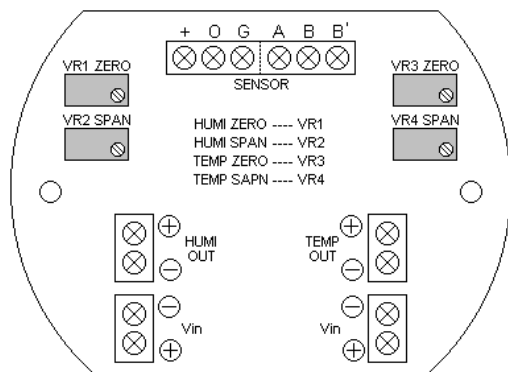 + O G A B B'
SENSOR
VR1 ZERO
VR2 SPAN
VR3 ZERO
VR4 SPAN
HUMI ZERO ---- VR1
HUMI SPAN ---- VR2
TEMP ZERO ---- VR3
TEMP SAPN ---- VR4
+
HUMI
OUT
−
−
Vin
+
+
TEMP
OUT
−
−
Vin
+